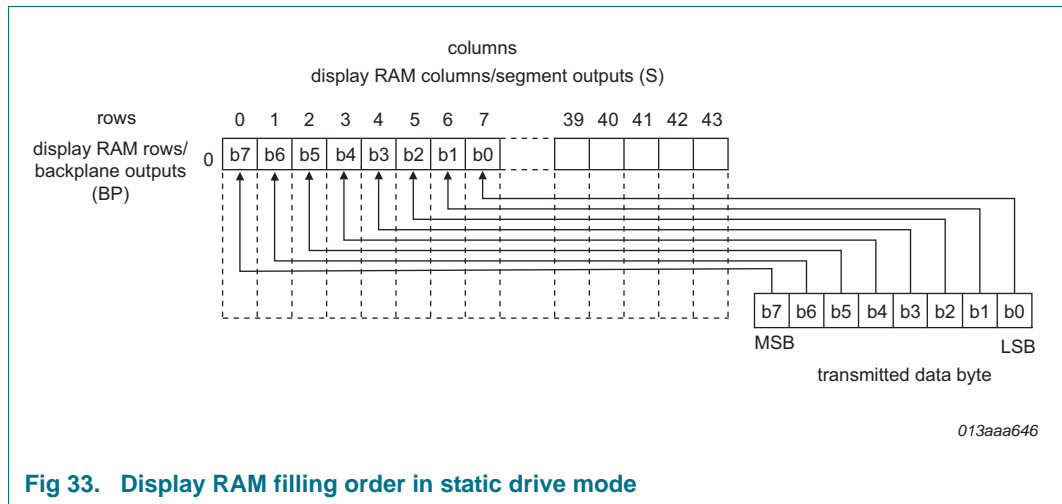 columns
display RAM columns/segment outputs (S)
rows 0 1 2 3 4 5 6 7 39 40 41 42 43
display RAM rows/
backplane outputs
(BP)
0 b7 b6 b5 b4 b3 b2 b1 b0
b7 b6 b5 b4 b3 b2 b1 b0
MSB LSB
transmitted data byte
013aaa646
Fig 33. Display RAM filling order in static drive mode